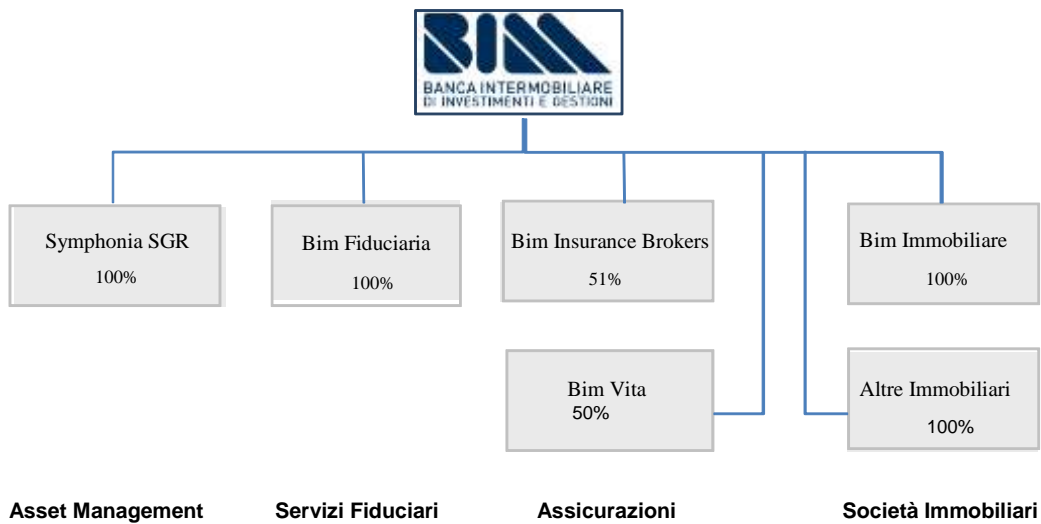 BIM
BANCA INTERMOBILIARE
DI INVESTIMENTI E GESTIONI
Symphonia SGR
100%
Bim Fiduciaria
100%
Bim Insurance Brokers
51%
Bim Immobiliare
100%
Bim Vita
50%
Altre Immobiliari
100%
Asset Management
Servizi Fiduciari
Assicurazioni
Società Immobiliari